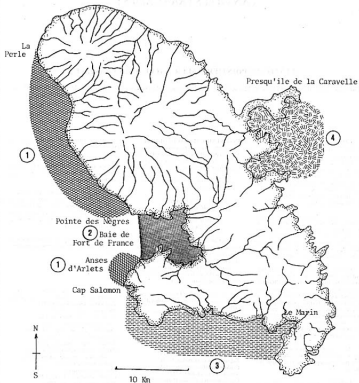 La
Perle
Presqu'ile de la Caravelle
1
4
Pointe des Nègres
2 Baie de
Fort de France
1
Anses
d'Arlets
Cap Salomon
Le Marin
N
S
3
10 Km